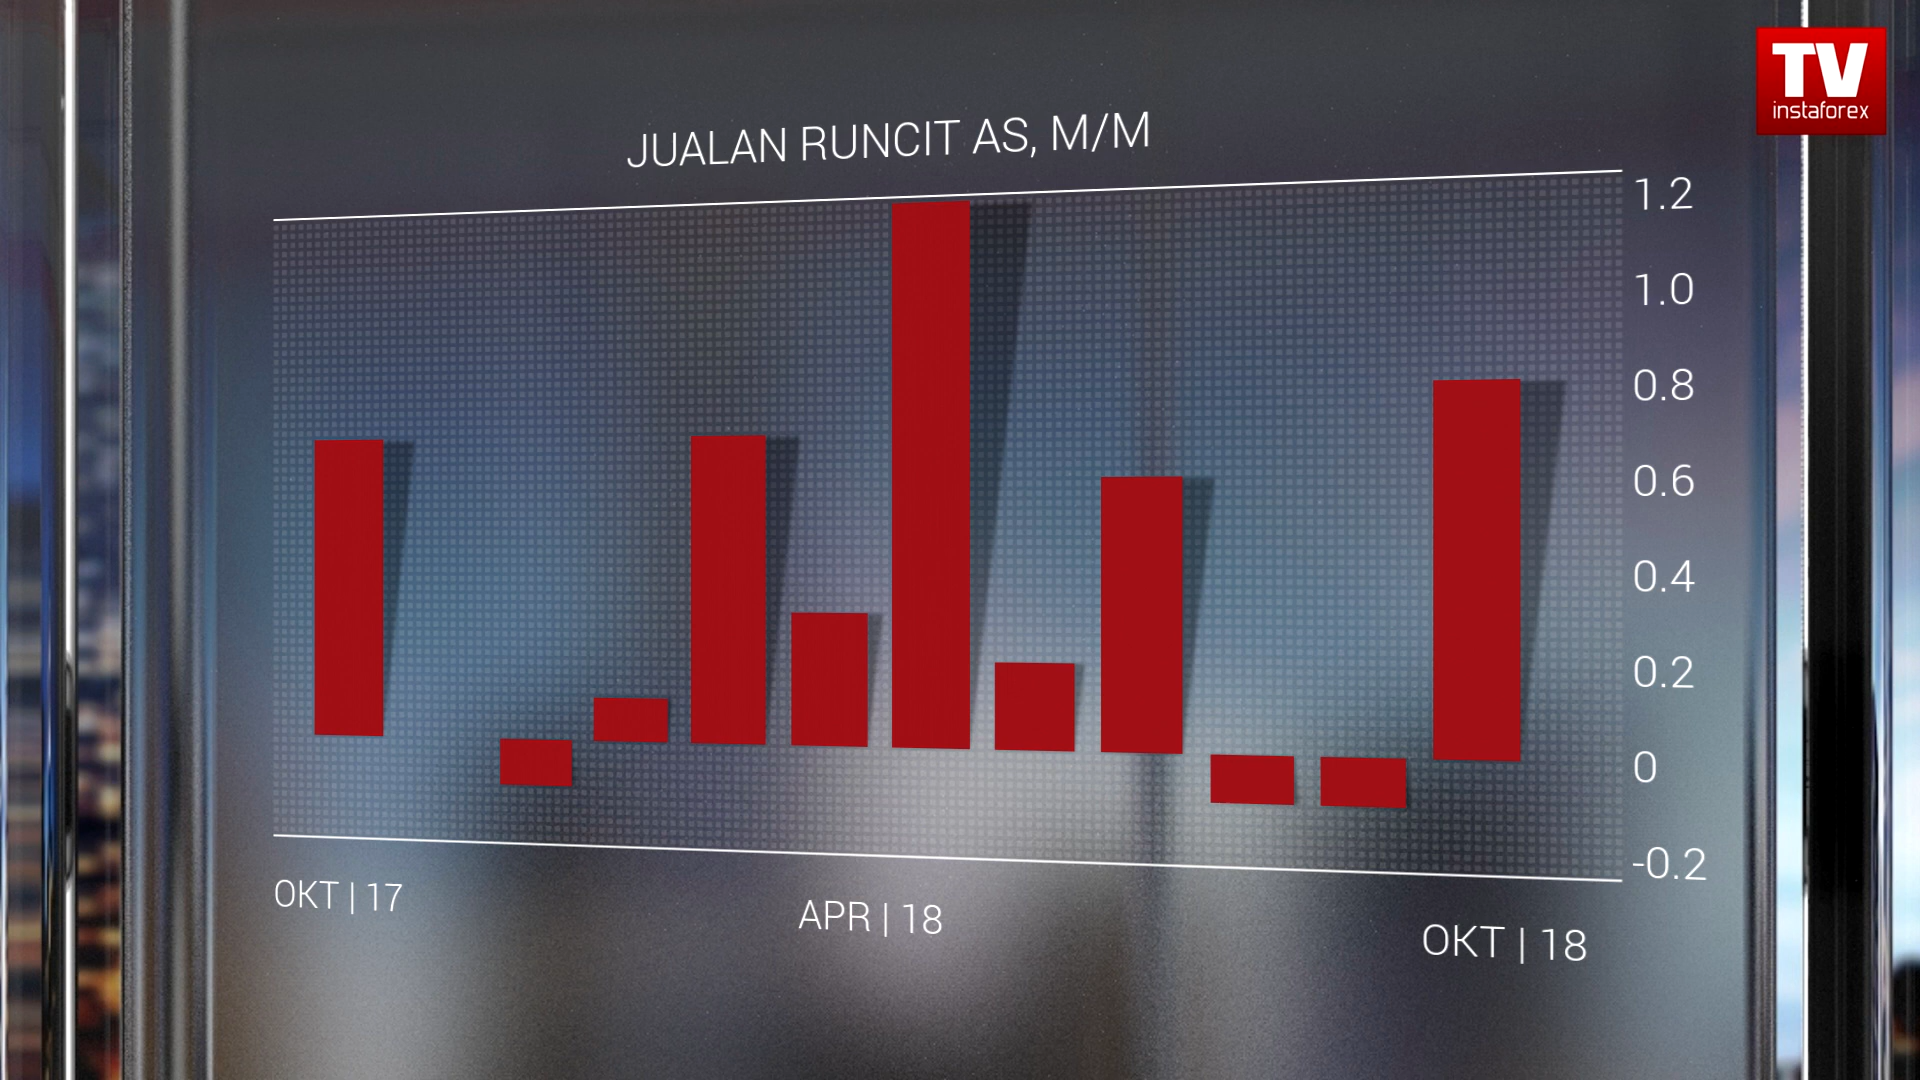 TV
instaforex
JUALAN RUNCIT AS, M/M
1.2
1.0
0.8
0.6
0.4
0.2
0
-0.2
OKT | 17
APR | 18
OKT | 18